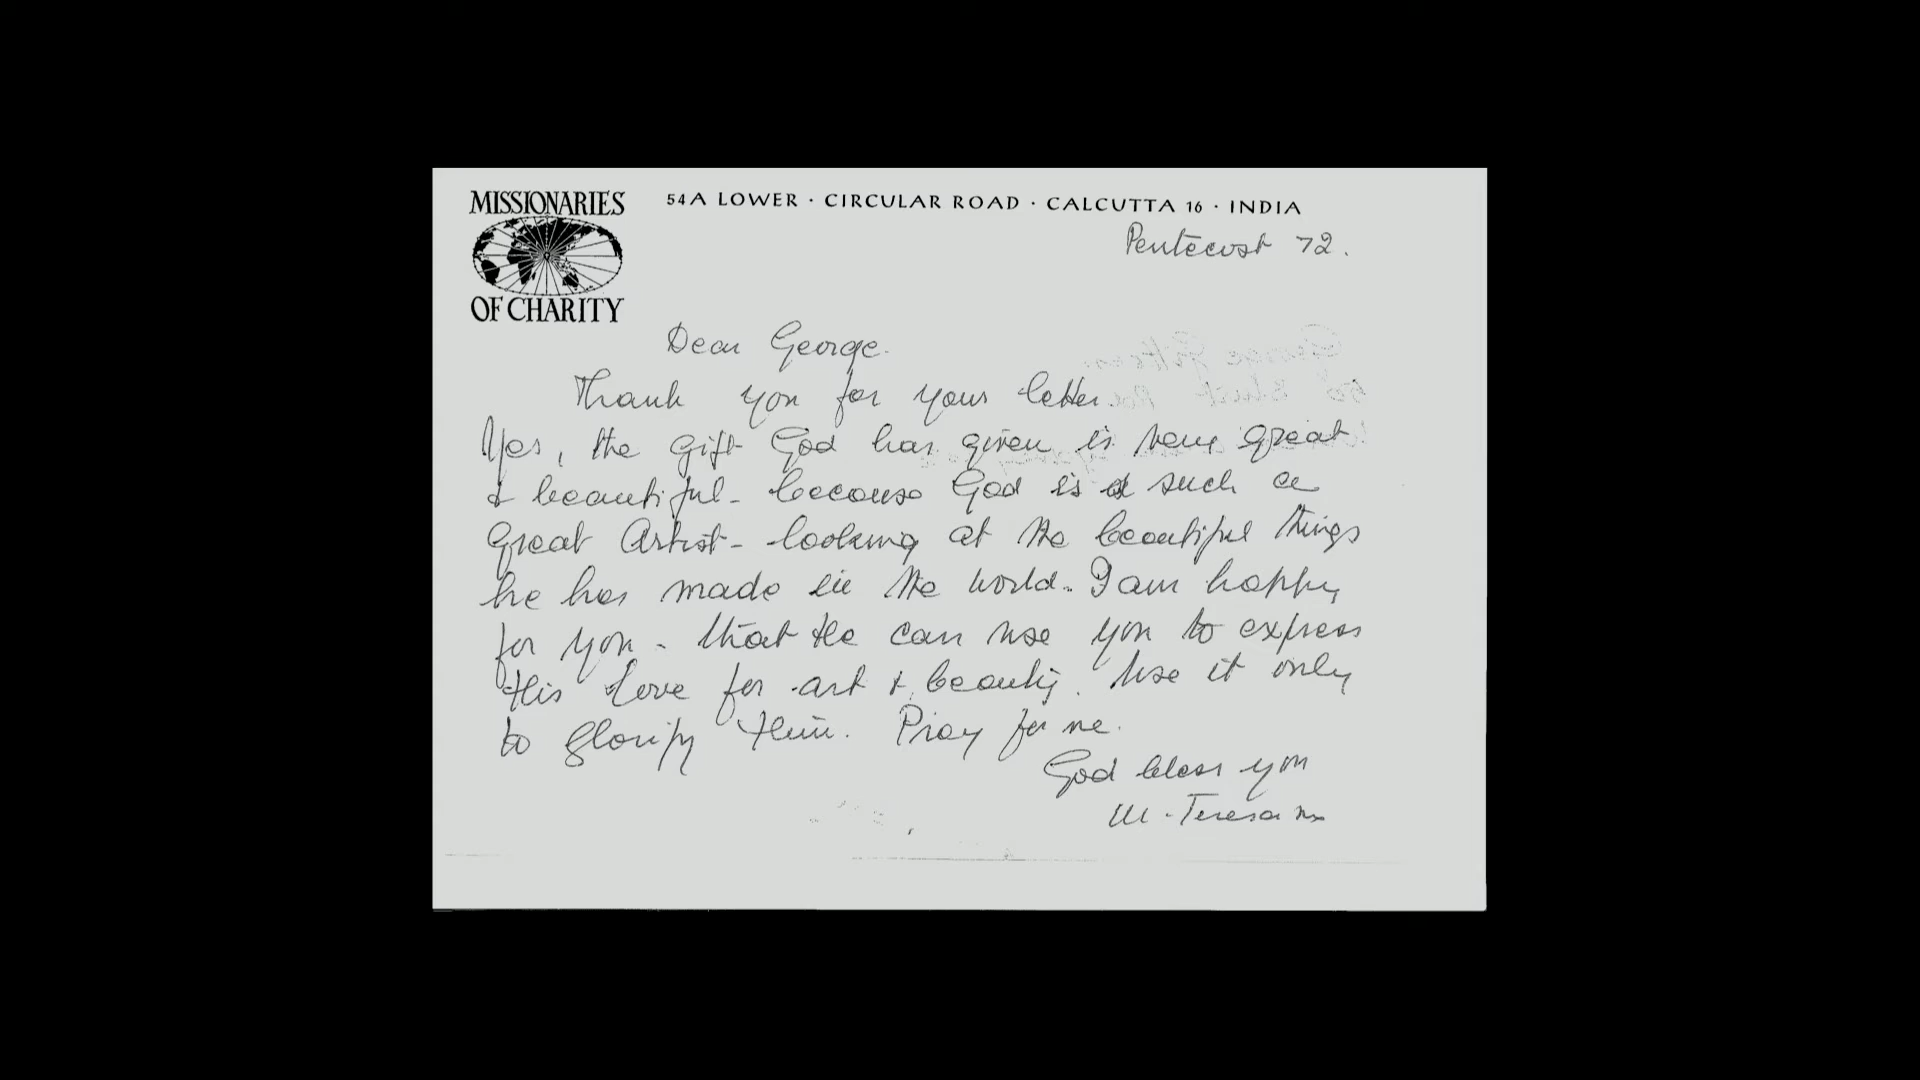 MISSIONARIES
OF CHARITY
54A LOWER · CIRCULAR ROAD · CALCUTTA 16 · INDIA
Pentecost 72.
Dear George.
Thank you for your letter.
Yes, the gift God has given is very great
& beautiful - because God is such a
great Artist - looking at the beautiful things
he has made in the world. I am happy
for you - that He can use you to express
His love for art & beauty. Use it only
to glorify Him. Pray for me.
God bless you
M. Teresa mc